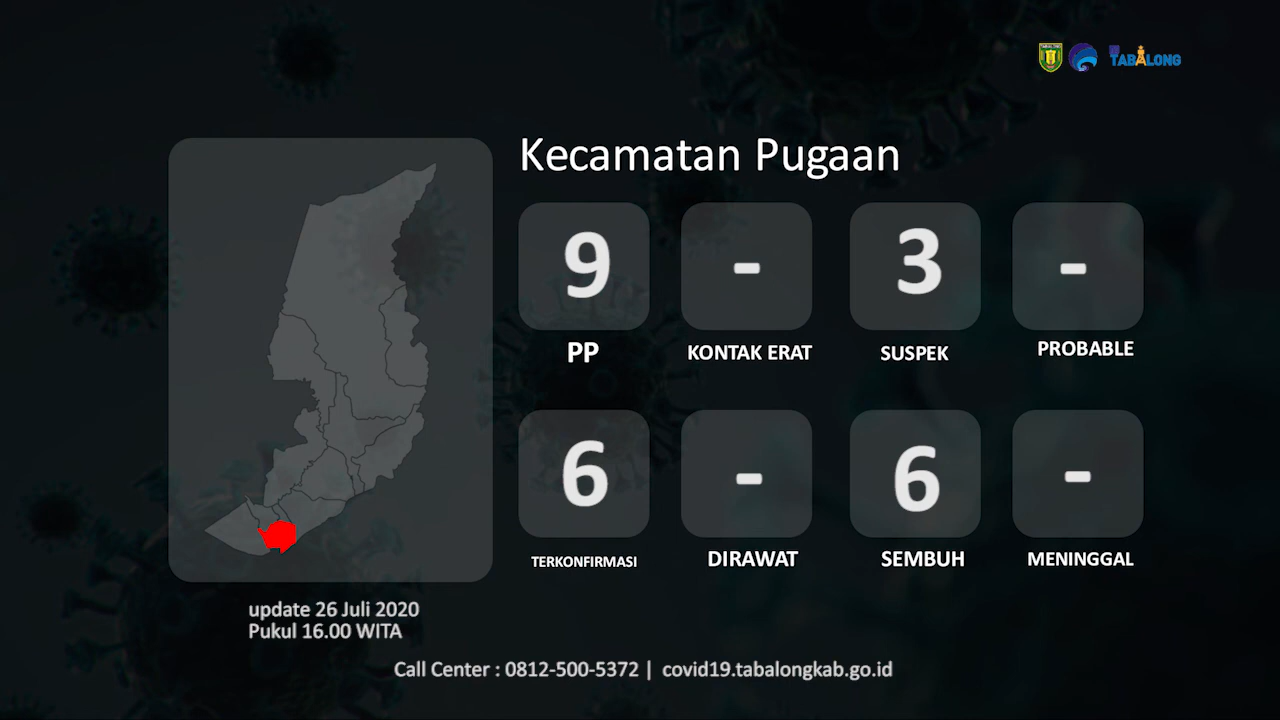 TABALONG
Kecamatan Pugaan
9 - 3 -
PP KONTAK ERAT SUSPEK PROBABLE
6 - 6 -
TERKONFIRMASI DIRAWAT SEMBUH MENINGGAL
update 26 Juli 2020
Pukul 16.00 WITA
Call Center : 0812-500-5372 | covid19.tabalongkab.go.id